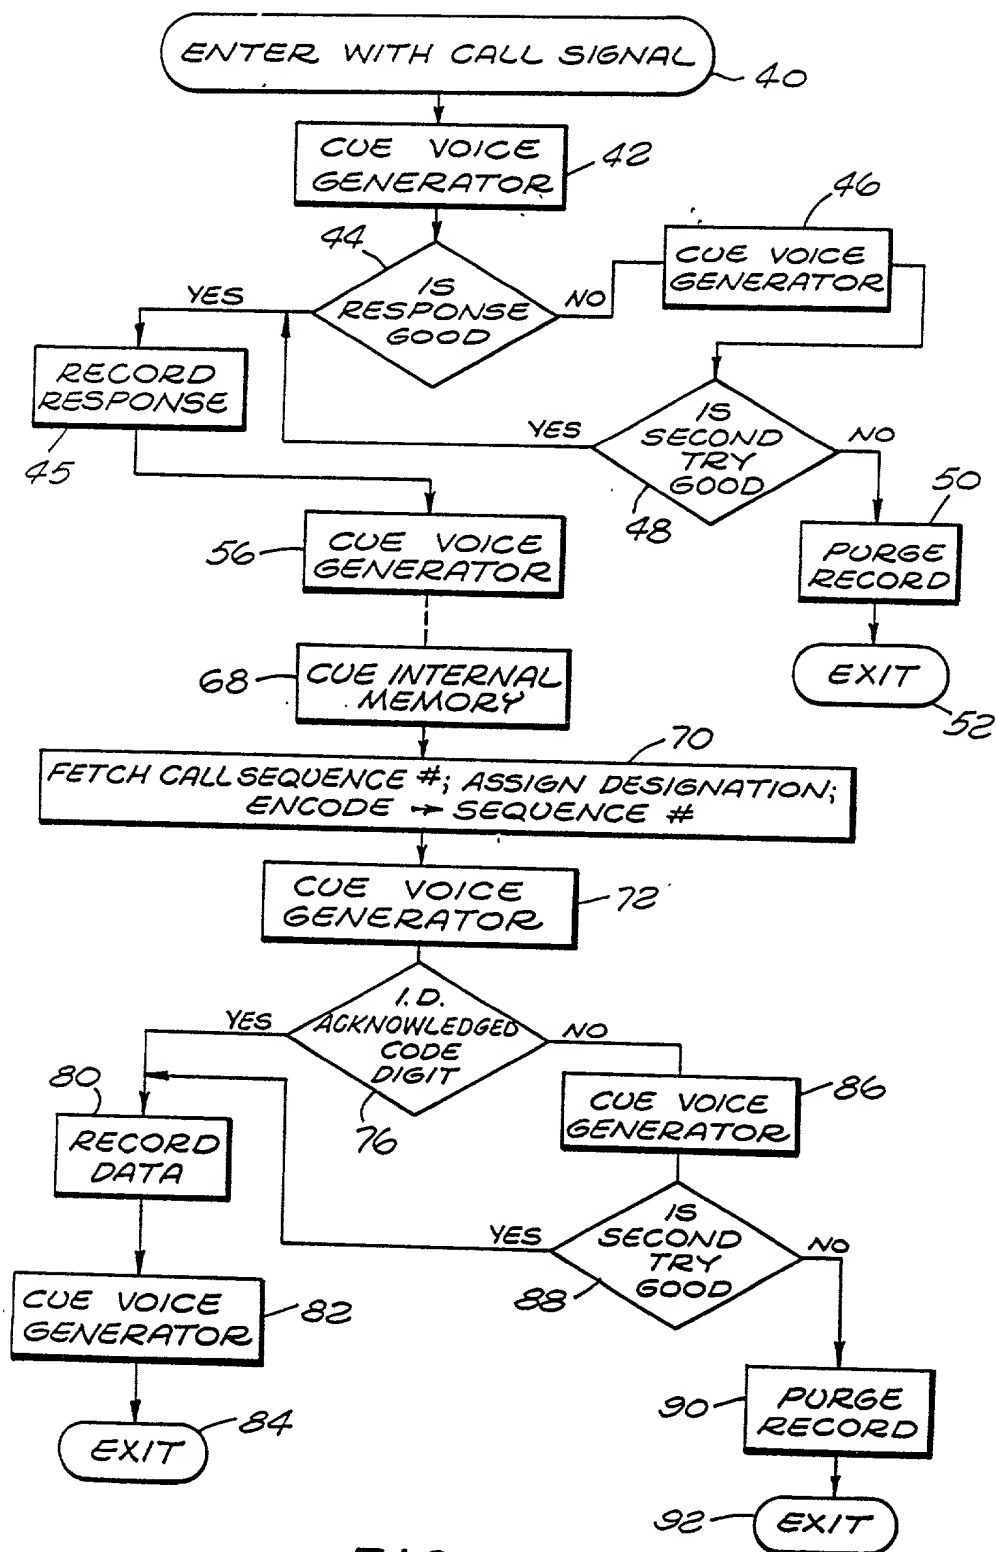 ENTER WITH CALL SIGNAL
40
CUE VOICE
GENERATOR
42
44
IS
RESPONSE
GOOD
YES
NO
46
CUE VOICE
GENERATOR
RECORD
RESPONSE
45
IS
SECOND
TRY
GOOD
YES
NO
48
50
PURGE
RECORD
EXIT
52
56
CUE VOICE
GENERATOR
68
CUE INTERNAL
MEMORY
70
FETCH CALL SEQUENCE #; ASSIGN DESIGNATION;
ENCODE → SEQUENCE #
CUE VOICE
GENERATOR
72
I.D.
ACKNOWLEDGED
CODE
DIGIT
YES
NO
76
80
RECORD
DATA
CUE VOICE
GENERATOR
86
IS
SECOND
TRY
GOOD
YES
NO
88
CUE VOICE
GENERATOR
82
EXIT
84
90
PURGE
RECORD
92
EXIT